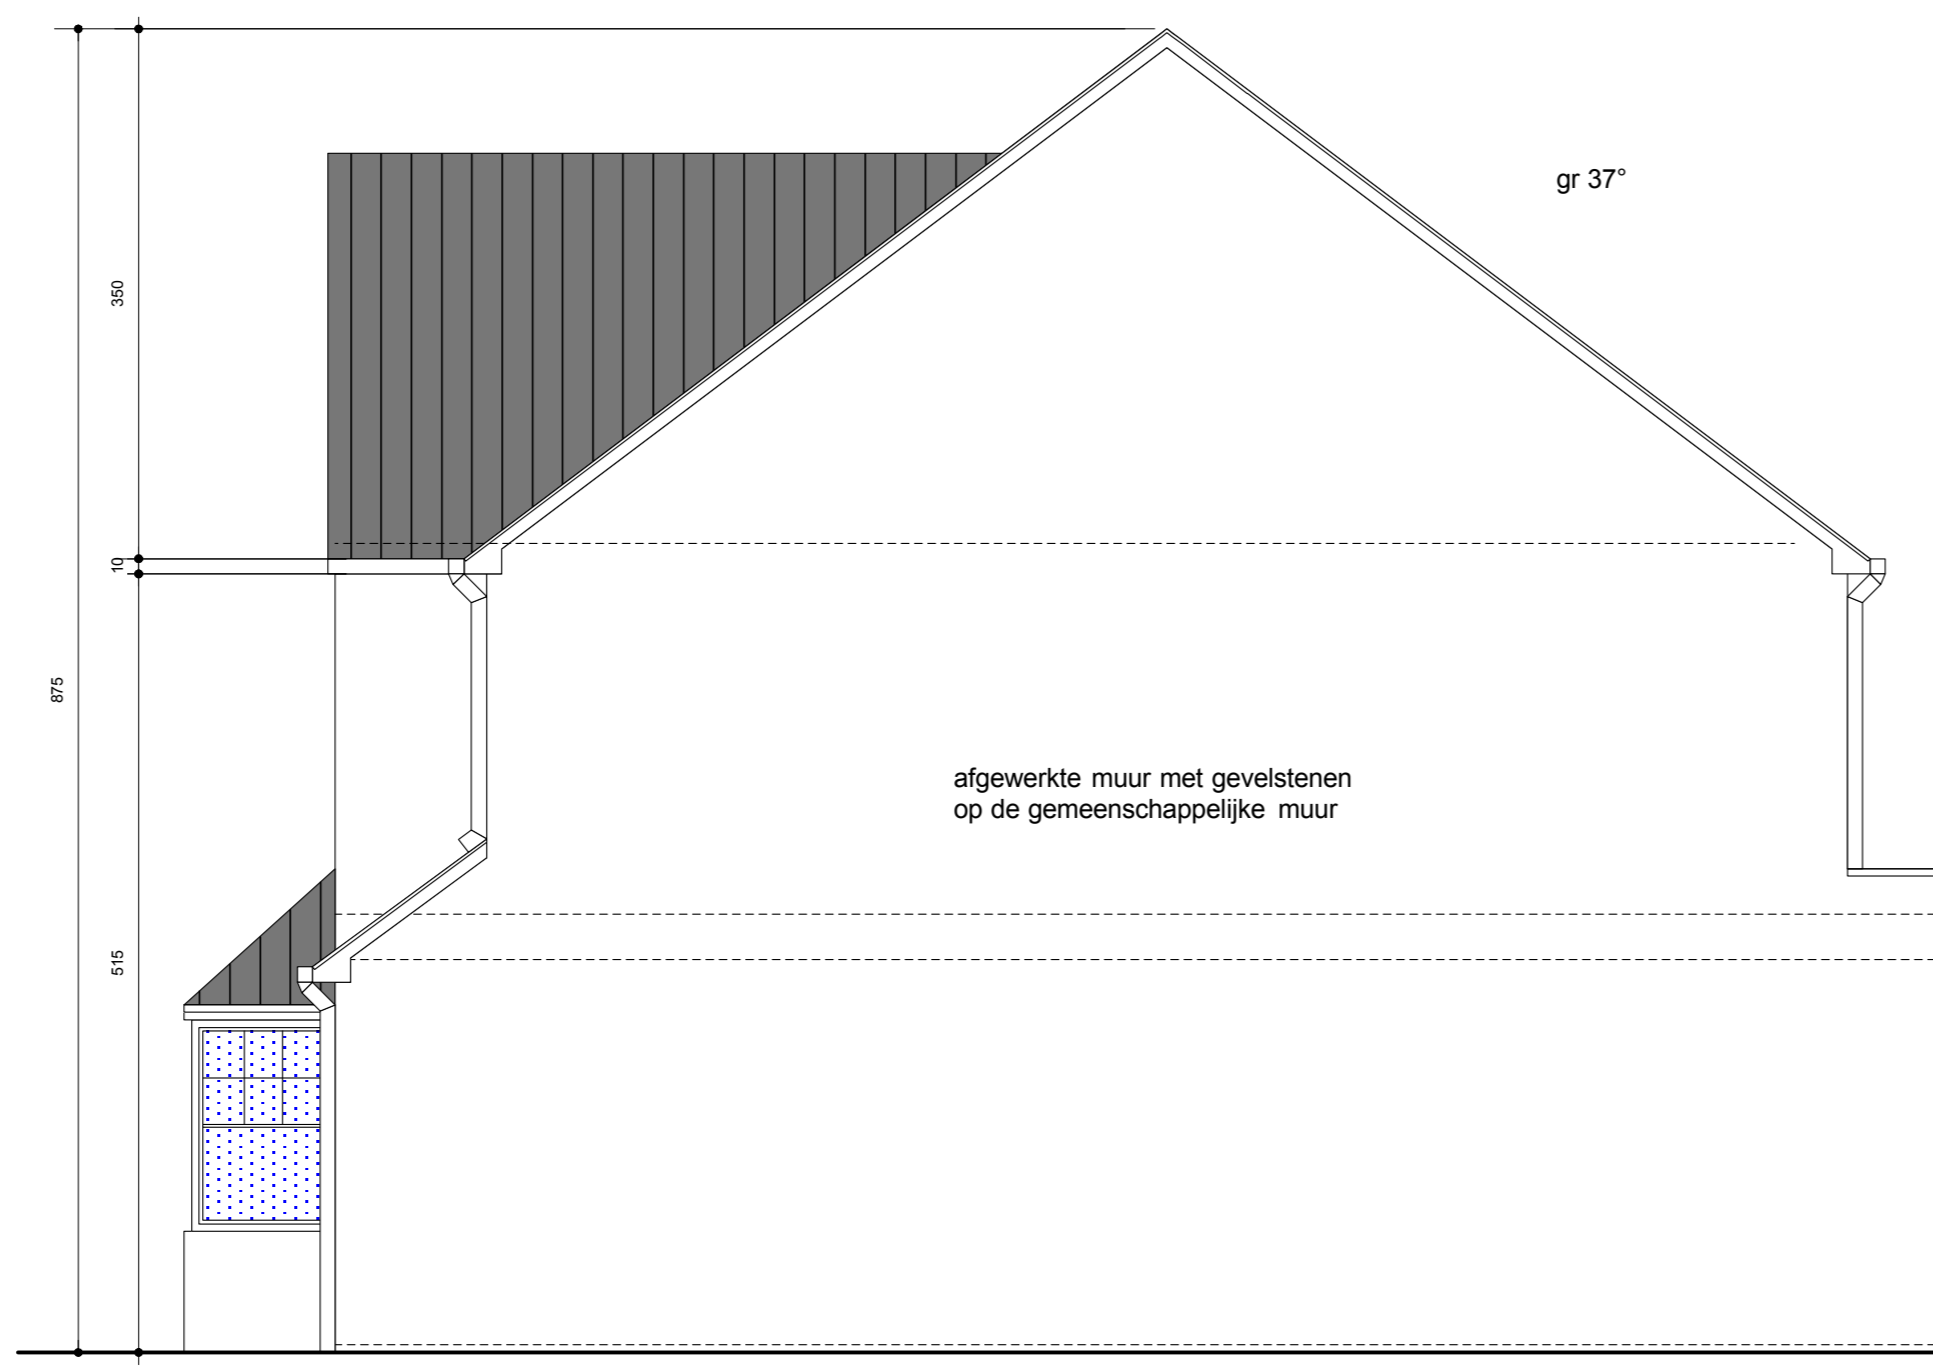 gr 37°
350
10
875
afgewerkte muur met gevelstenen
op de gemeenschappelijke muur
515